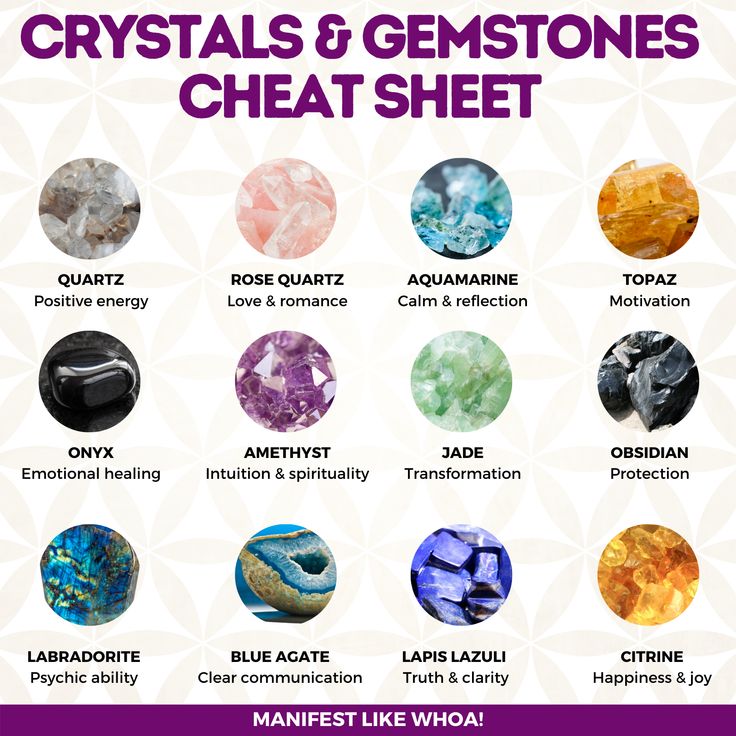 CRYSTALS & GEMSTONES
CHEAT SHEET
QUARTZ
Positive energy
ROSE QUARTZ
Love & romance
AQUAMARINE
Calm & reflection
TOPAZ
Motivation
ONYX
Emotional healing
AMETHYST
Intuition & spirituality
JADE
Transformation
OBSIDIAN
Protection
LABRADORITE
Psychic ability
BLUE AGATE
Clear communication
LAPIS LAZULI
Truth & clarity
CITRINE
Happiness & joy
MANIFEST LIKE WHOA!